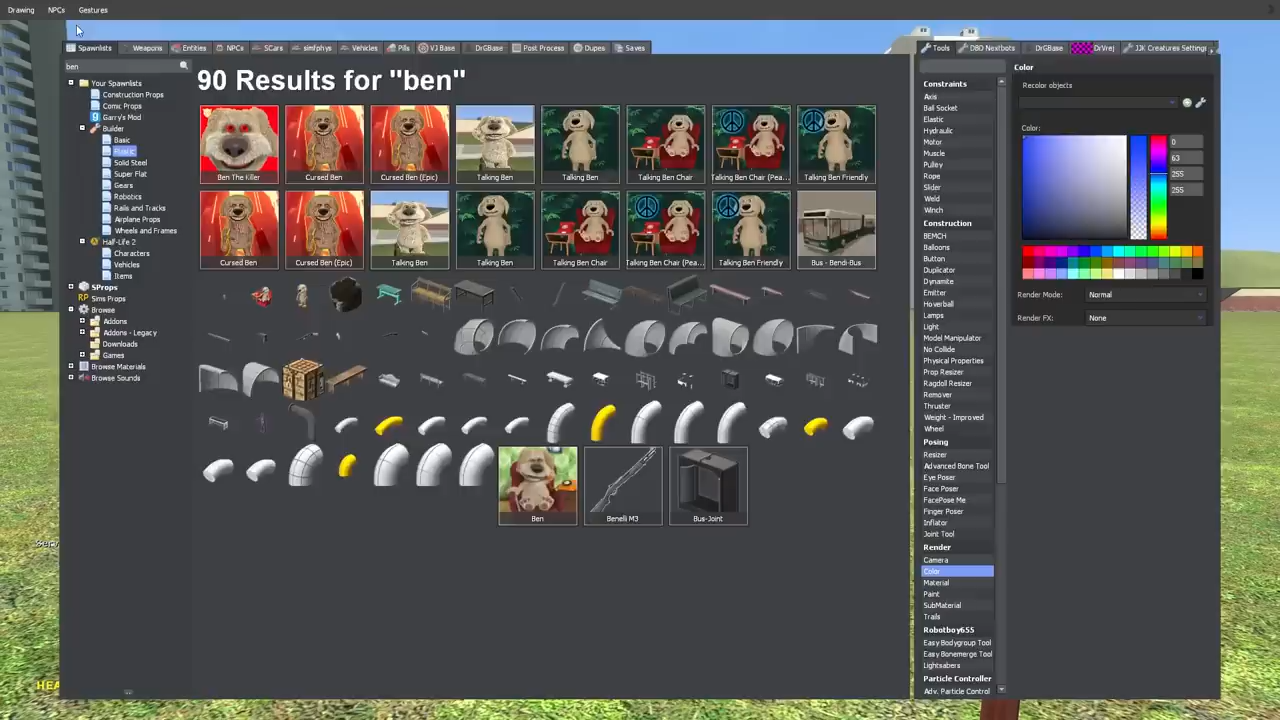 Drawing NPCs Gestures
Spawnlists Weapons Entities NPCs SCars simfphys Vehicles Pills VJ Base DrGBase Post Process Dupes Saves
Tools DBD Nextbots DrGBase DrVrej JJK Creatures Settings
ben
90 Results for "ben"
Your Spawnlists
Construction Props
Comic Props
Garry's Mod
Builder
Basic
Plastic
Solid Steel
Super Flat
Gears
Robotics
Rails and Tracks
Airplane Props
Wheels and Frames
Half-Life 2
Characters
Vehicles
Items
SProps
Sims Props
Browse
Addons
Addons - Legacy
Downloads
Games
Browse Materials
Browse Sounds
Ben The Killer Cursed Ben Cursed Ben (Epic) Talking Ben Talking Ben Talking Ben Chair Talking Ben Chair (Pea... Talking Ben Friendly
Cursed Ben Cursed Ben (Epic) Talking Ben Talking Ben Talking Ben Chair Talking Ben Chair (Pea... Talking Ben Friendly Bus - Bendi-Bus
Ben Benelli M3 Bus-Joint
Constraints
Axis
Ball Socket
Elastic
Hydraulic
Motor
Muscle
Pulley
Rope
Slider
Weld
Winch
Construction
BEMCH
Balloons
Button
Duplicator
Dynamite
Emitter
Hoverball
Lamps
Light
Model Manipulator
No Collide
Physical Properties
Prop Resizer
Ragdoll Resizer
Remover
Thruster
Weight - Improved
Wheel
Posing
Resizer
Advanced Bone Tool
Eye Poser
Face Poser
FacePose Me
Finger Poser
Inflator
Joint Tool
Render
Camera
Color
Material
Paint
SubMaterial
Trails
Robotboy655
Easy Bodygroup Tool
Easy Bonemerge Tool
Lightsabers
Particle Controller
Adv. Particle Control
Color
Recolor objects
Color:
0
63
255
255
Render Mode: Normal
Render FX: None
HEA